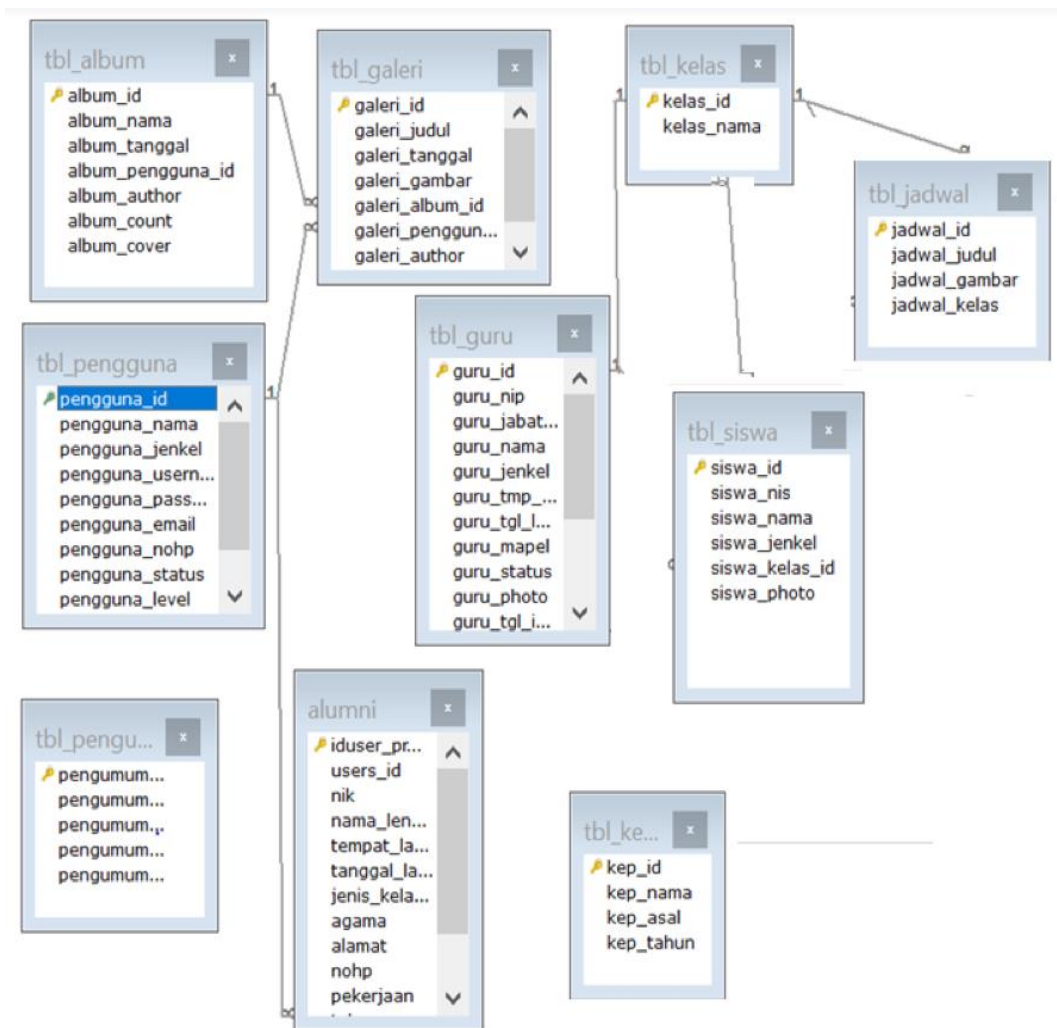 tbl_album x
album_id
album_nama
album_tanggal
album_pengguna_id
album_author
album_count
album_cover
tbl_galeri x
galeri_id
galeri_judul
galeri_tanggal
galeri_gambar
galeri_album_id
galeri_penggun...
galeri_author
tbl_kelas x
kelas_id
kelas_nama
tbl_jadwal x
jadwal_id
jadwal_judul
jadwal_gambar
jadwal_kelas
tbl_pengguna x
pengguna_id
pengguna_nama
pengguna_jenkel
pengguna_usern...
pengguna_pass...
pengguna_email
pengguna_nohp
pengguna_status
pengguna_level
tbl_guru x
guru_id
guru_nip
guru_jabat...
guru_nama
guru_jenkel
guru_tmp_...
guru_tgl_l...
guru_mapel
guru_status
guru_photo
guru_tgl_i...
tbl_siswa x
siswa_id
siswa_nis
siswa_nama
siswa_jenkel
siswa_kelas_id
siswa_photo
tbl_pengu... x
pengumum...
pengumum...
pengumum...
pengumum...
pengumum...
alumni x
iduser_pr...
users_id
nik
nama_len...
tempat_la...
tanggal_la...
jenis_kela...
agama
alamat
nohp
pekerjaan
tbl_ke... x
kep_id
kep_nama
kep_asal
kep_tahun
1
1
1
1
1
1